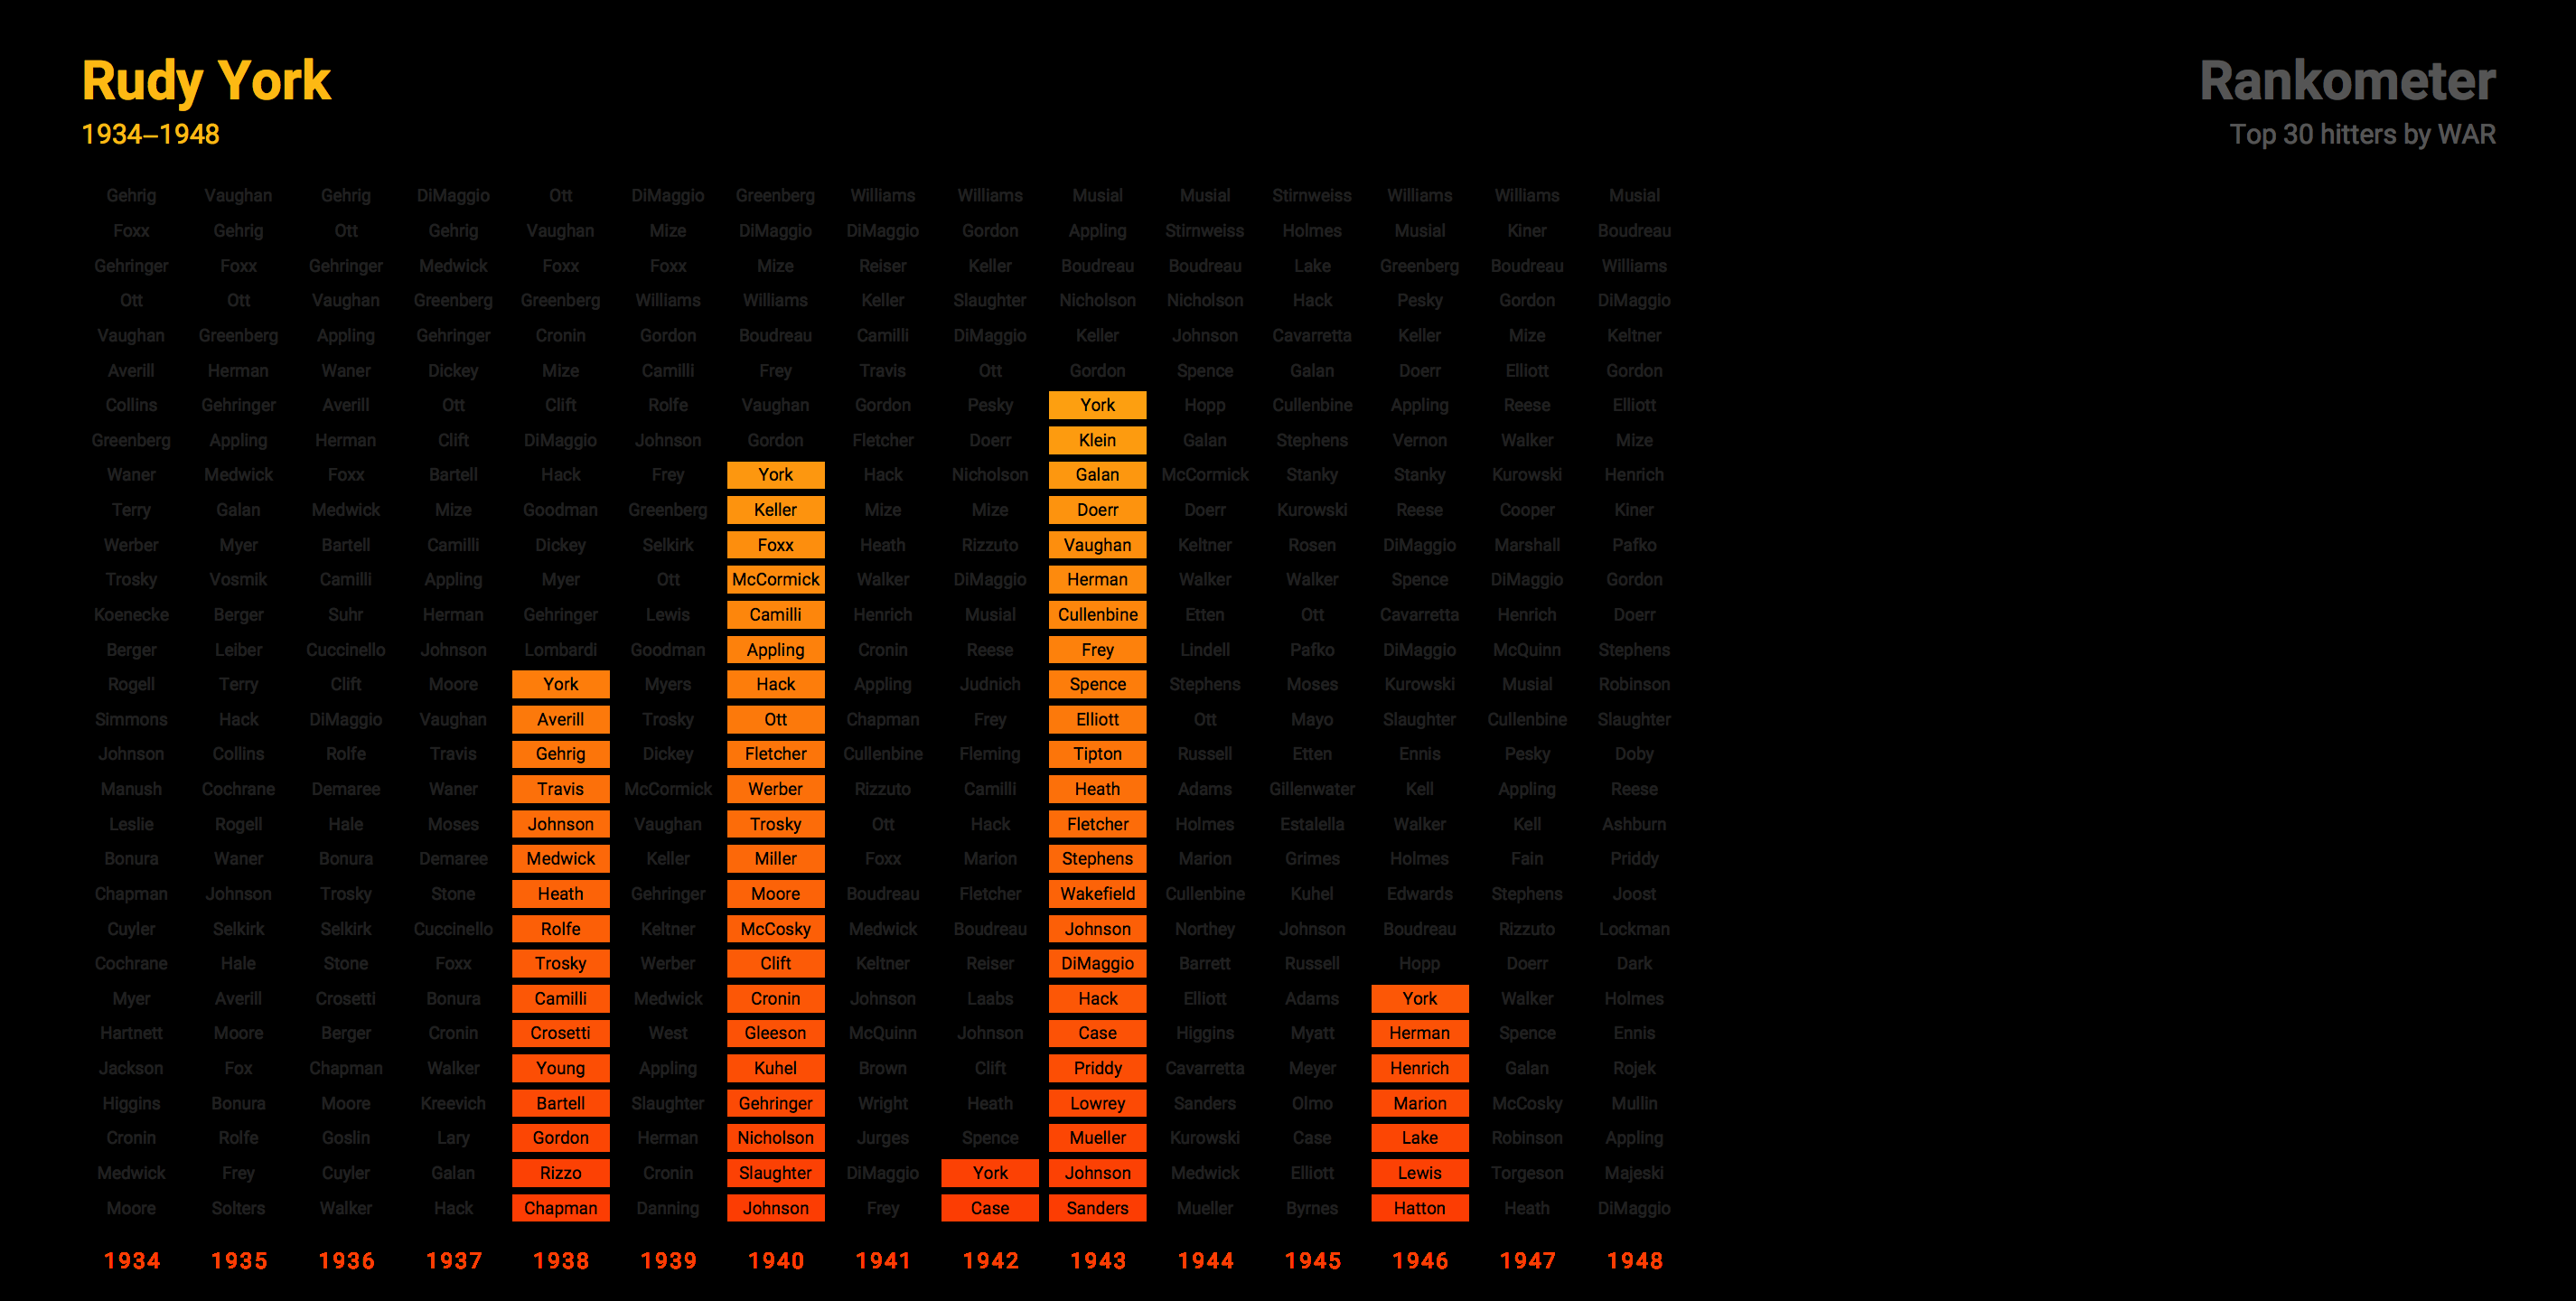 Rudy York
1934–1948
Rankometer
Top 30 hitters by WAR
Gehrig Vaughan Gehrig DiMaggio Ott DiMaggio Greenberg Williams Williams Musial Musial Stirnweiss Williams Williams Musial
Foxx Gehrig Ott Gehrig Vaughan Mize DiMaggio DiMaggio Gordon Appling Stirnweiss Holmes Musial Kiner Boudreau
Gehringer Foxx Gehringer Medwick Foxx Foxx Mize Reiser Keller Boudreau Boudreau Lake Greenberg Boudreau Williams
Ott Ott Vaughan Greenberg Greenberg Williams Williams Keller Slaughter Nicholson Nicholson Hack Pesky Gordon DiMaggio
Vaughan Greenberg Appling Gehringer Cronin Gordon Boudreau Camilli DiMaggio Keller Johnson Cavarretta Keller Mize Keltner
Averill Herman Waner Dickey Mize Camilli Frey Travis Ott Gordon Spence Galan Doerr Elliott Gordon
Collins Gehringer Averill Ott Clift Rolfe Vaughan Gordon Pesky York Hopp Cullenbine Appling Reese Elliott
Greenberg Appling Herman Clift DiMaggio Johnson Gordon Fletcher Doerr Klein Galan Stephens Vernon Walker Mize
Waner Medwick Foxx Bartell Hack Frey York Hack Nicholson Galan McCormick Stanky Stanky Kurowski Henrich
Terry Galan Medwick Mize Goodman Greenberg Keller Mize Mize Doerr Doerr Kurowski Reese Cooper Kiner
Werber Myer Bartell Camilli Dickey Selkirk Foxx Heath Rizzuto Vaughan Keltner Rosen DiMaggio Marshall Pafko
Trosky Vosmik Camilli Appling Myer Ott McCormick Walker DiMaggio Herman Walker Walker Spence DiMaggio Gordon
Koenecke Berger Suhr Herman Gehringer Lewis Camilli Henrich Musial Cullenbine Etten Ott Cavarretta Henrich Doerr
Berger Leiber Cuccinello Johnson Lombardi Goodman Appling Cronin Reese Frey Lindell Pafko DiMaggio McQuinn Stephens
Rogell Terry Clift Moore York Myers Hack Appling Judnich Spence Stephens Moses Kurowski Musial Robinson
Simmons Hack DiMaggio Vaughan Averill Trosky Ott Chapman Frey Elliott Ott Mayo Slaughter Cullenbine Slaughter
Johnson Collins Rolfe Travis Gehrig Dickey Fletcher Cullenbine Fleming Tipton Russell Etten Ennis Pesky Doby
Manush Cochrane Demaree Waner Travis McCormick Werber Rizzuto Camilli Heath Adams Gillenwater Kell Appling Reese
Leslie Rogell Hale Moses Johnson Vaughan Trosky Ott Hack Fletcher Holmes Estalella Walker Kell Ashburn
Bonura Waner Bonura Demaree Medwick Keller Miller Foxx Marion Stephens Marion Grimes Holmes Fain Priddy
Chapman Johnson Trosky Stone Heath Gehringer Moore Boudreau Fletcher Wakefield Cullenbine Kuhel Edwards Stephens Joost
Cuyler Selkirk Selkirk Cuccinello Rolfe Keltner McCosky Medwick Boudreau Johnson Northey Johnson Boudreau Rizzuto Lockman
Cochrane Hale Stone Foxx Trosky Werber Clift Keltner Reiser DiMaggio Barrett Russell Hopp Doerr Dark
Myer Averill Crosetti Bonura Camilli Medwick Cronin Johnson Laabs Hack Elliott Adams York Walker Holmes
Hartnett Moore Berger Cronin Crosetti West Gleeson McQuinn Johnson Case Higgins Myatt Herman Spence Ennis
Jackson Fox Chapman Walker Young Appling Kuhel Brown Clift Priddy Cavarretta Meyer Henrich Galan Rojek
Higgins Bonura Moore Kreevich Bartell Slaughter Gehringer Wright Heath Lowrey Sanders Olmo Marion McCosky Mullin
Cronin Rolfe Goslin Lary Gordon Herman Nicholson Jurges Spence Mueller Kurowski Case Lake Robinson Appling
Medwick Frey Cuyler Galan Rizzo Cronin Slaughter DiMaggio York Johnson Medwick Elliott Lewis Torgeson Majeski
Moore Solters Walker Hack Chapman Danning Johnson Frey Case Sanders Mueller Byrnes Hatton Heath DiMaggio
1934 1935 1936 1937 1938 1939 1940 1941 1942 1943 1944 1945 1946 1947 1948